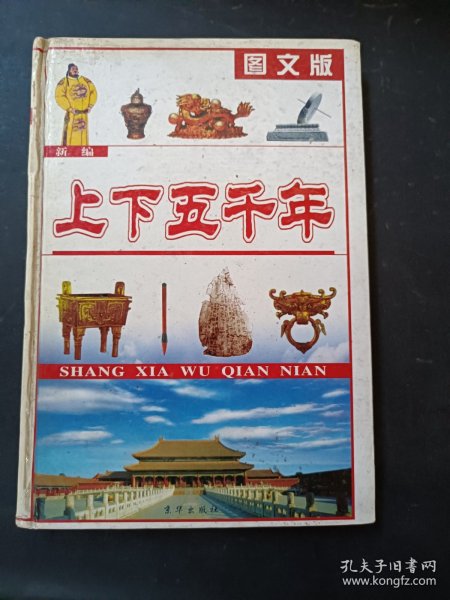 图文版
新编
上下五千年
SHANG XIA WU QIAN NIAN
京华出版社
孔夫子旧书网
www.kongfz.com